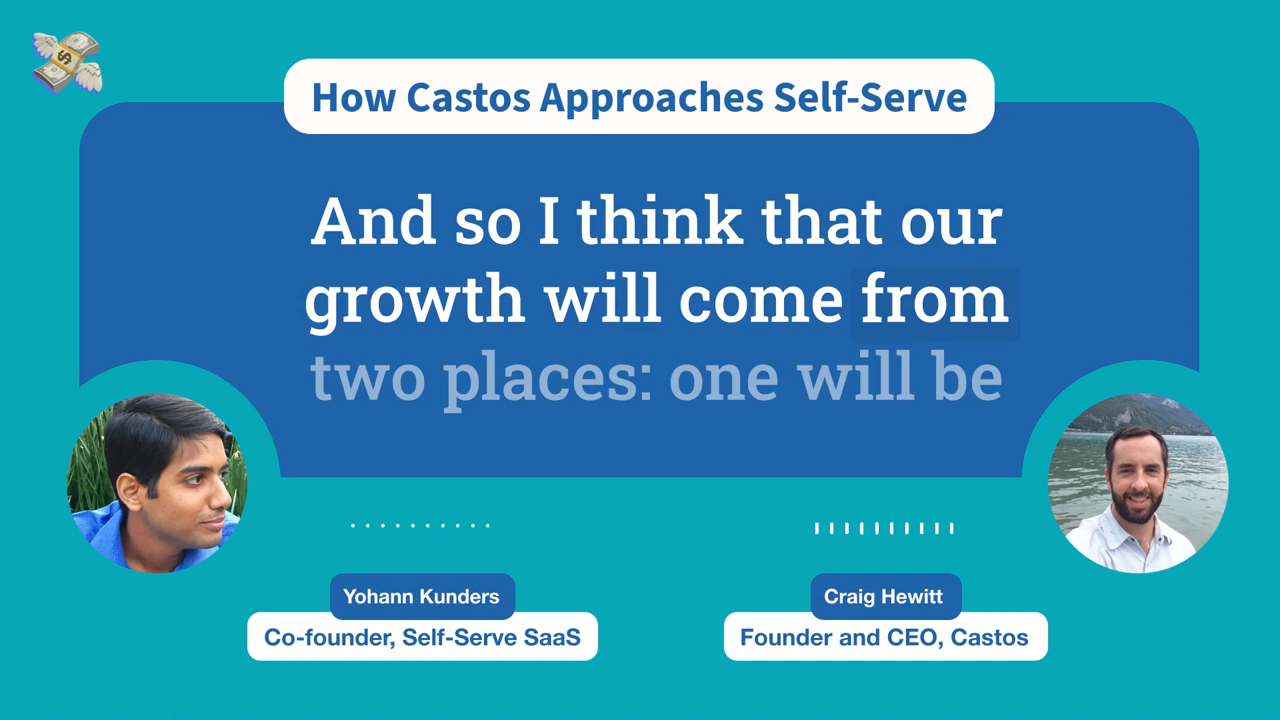 How Castos Approaches Self-Serve
And so I think that our
growth will come from
two places: one will be
Yohann Kunders
Co-founder, Self-Serve SaaS
Craig Hewitt
Founder and CEO, Castos